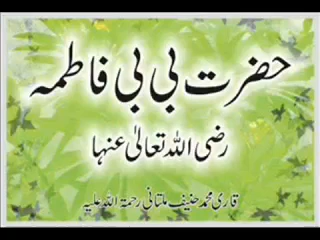 حضرت بی بی فاطمہ
رضی اللہ تعالیٰ عنہا
قاری محمد حنیف ملتانی رحمۃ اللہ علیہ